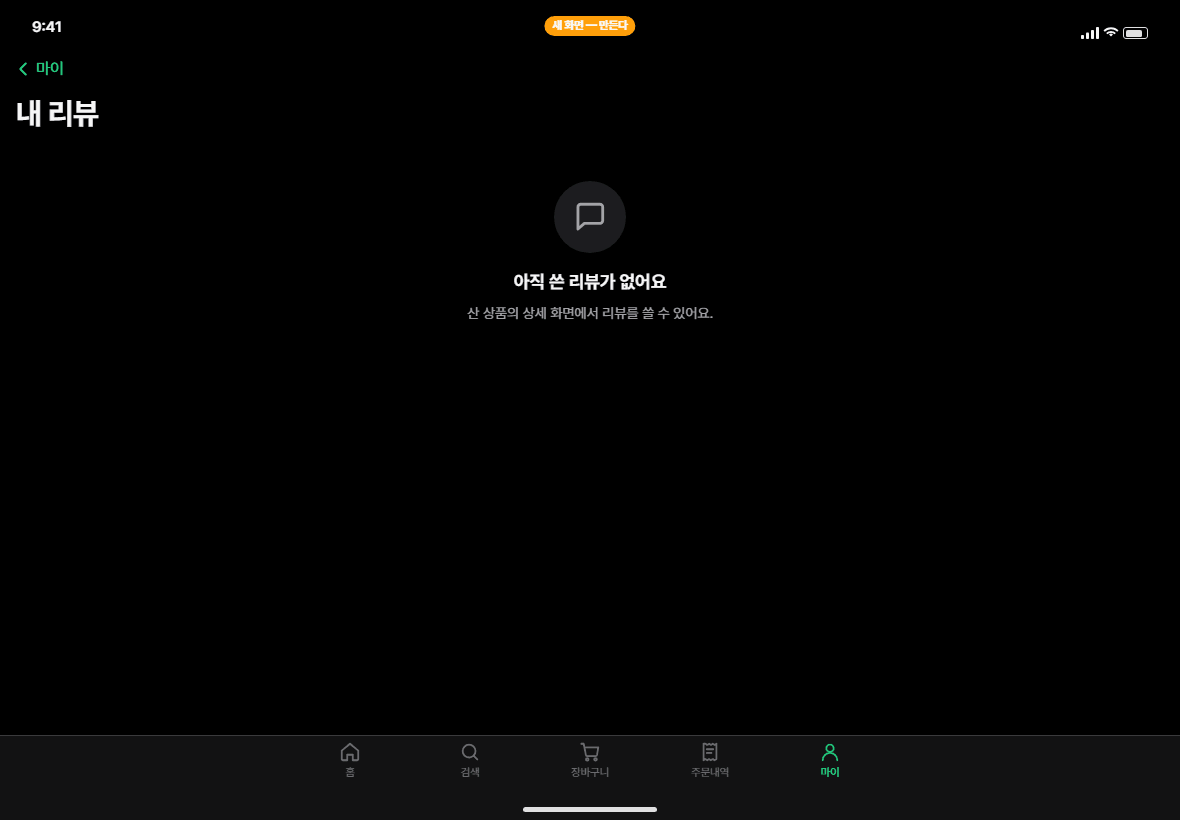 9:41
새 화면 — 만든다
마이
내 리뷰
아직 쓴 리뷰가 없어요
산 상품의 상세 화면에서 리뷰를 쓸 수 있어요.
홈
검색
장바구니
주문내역
마이